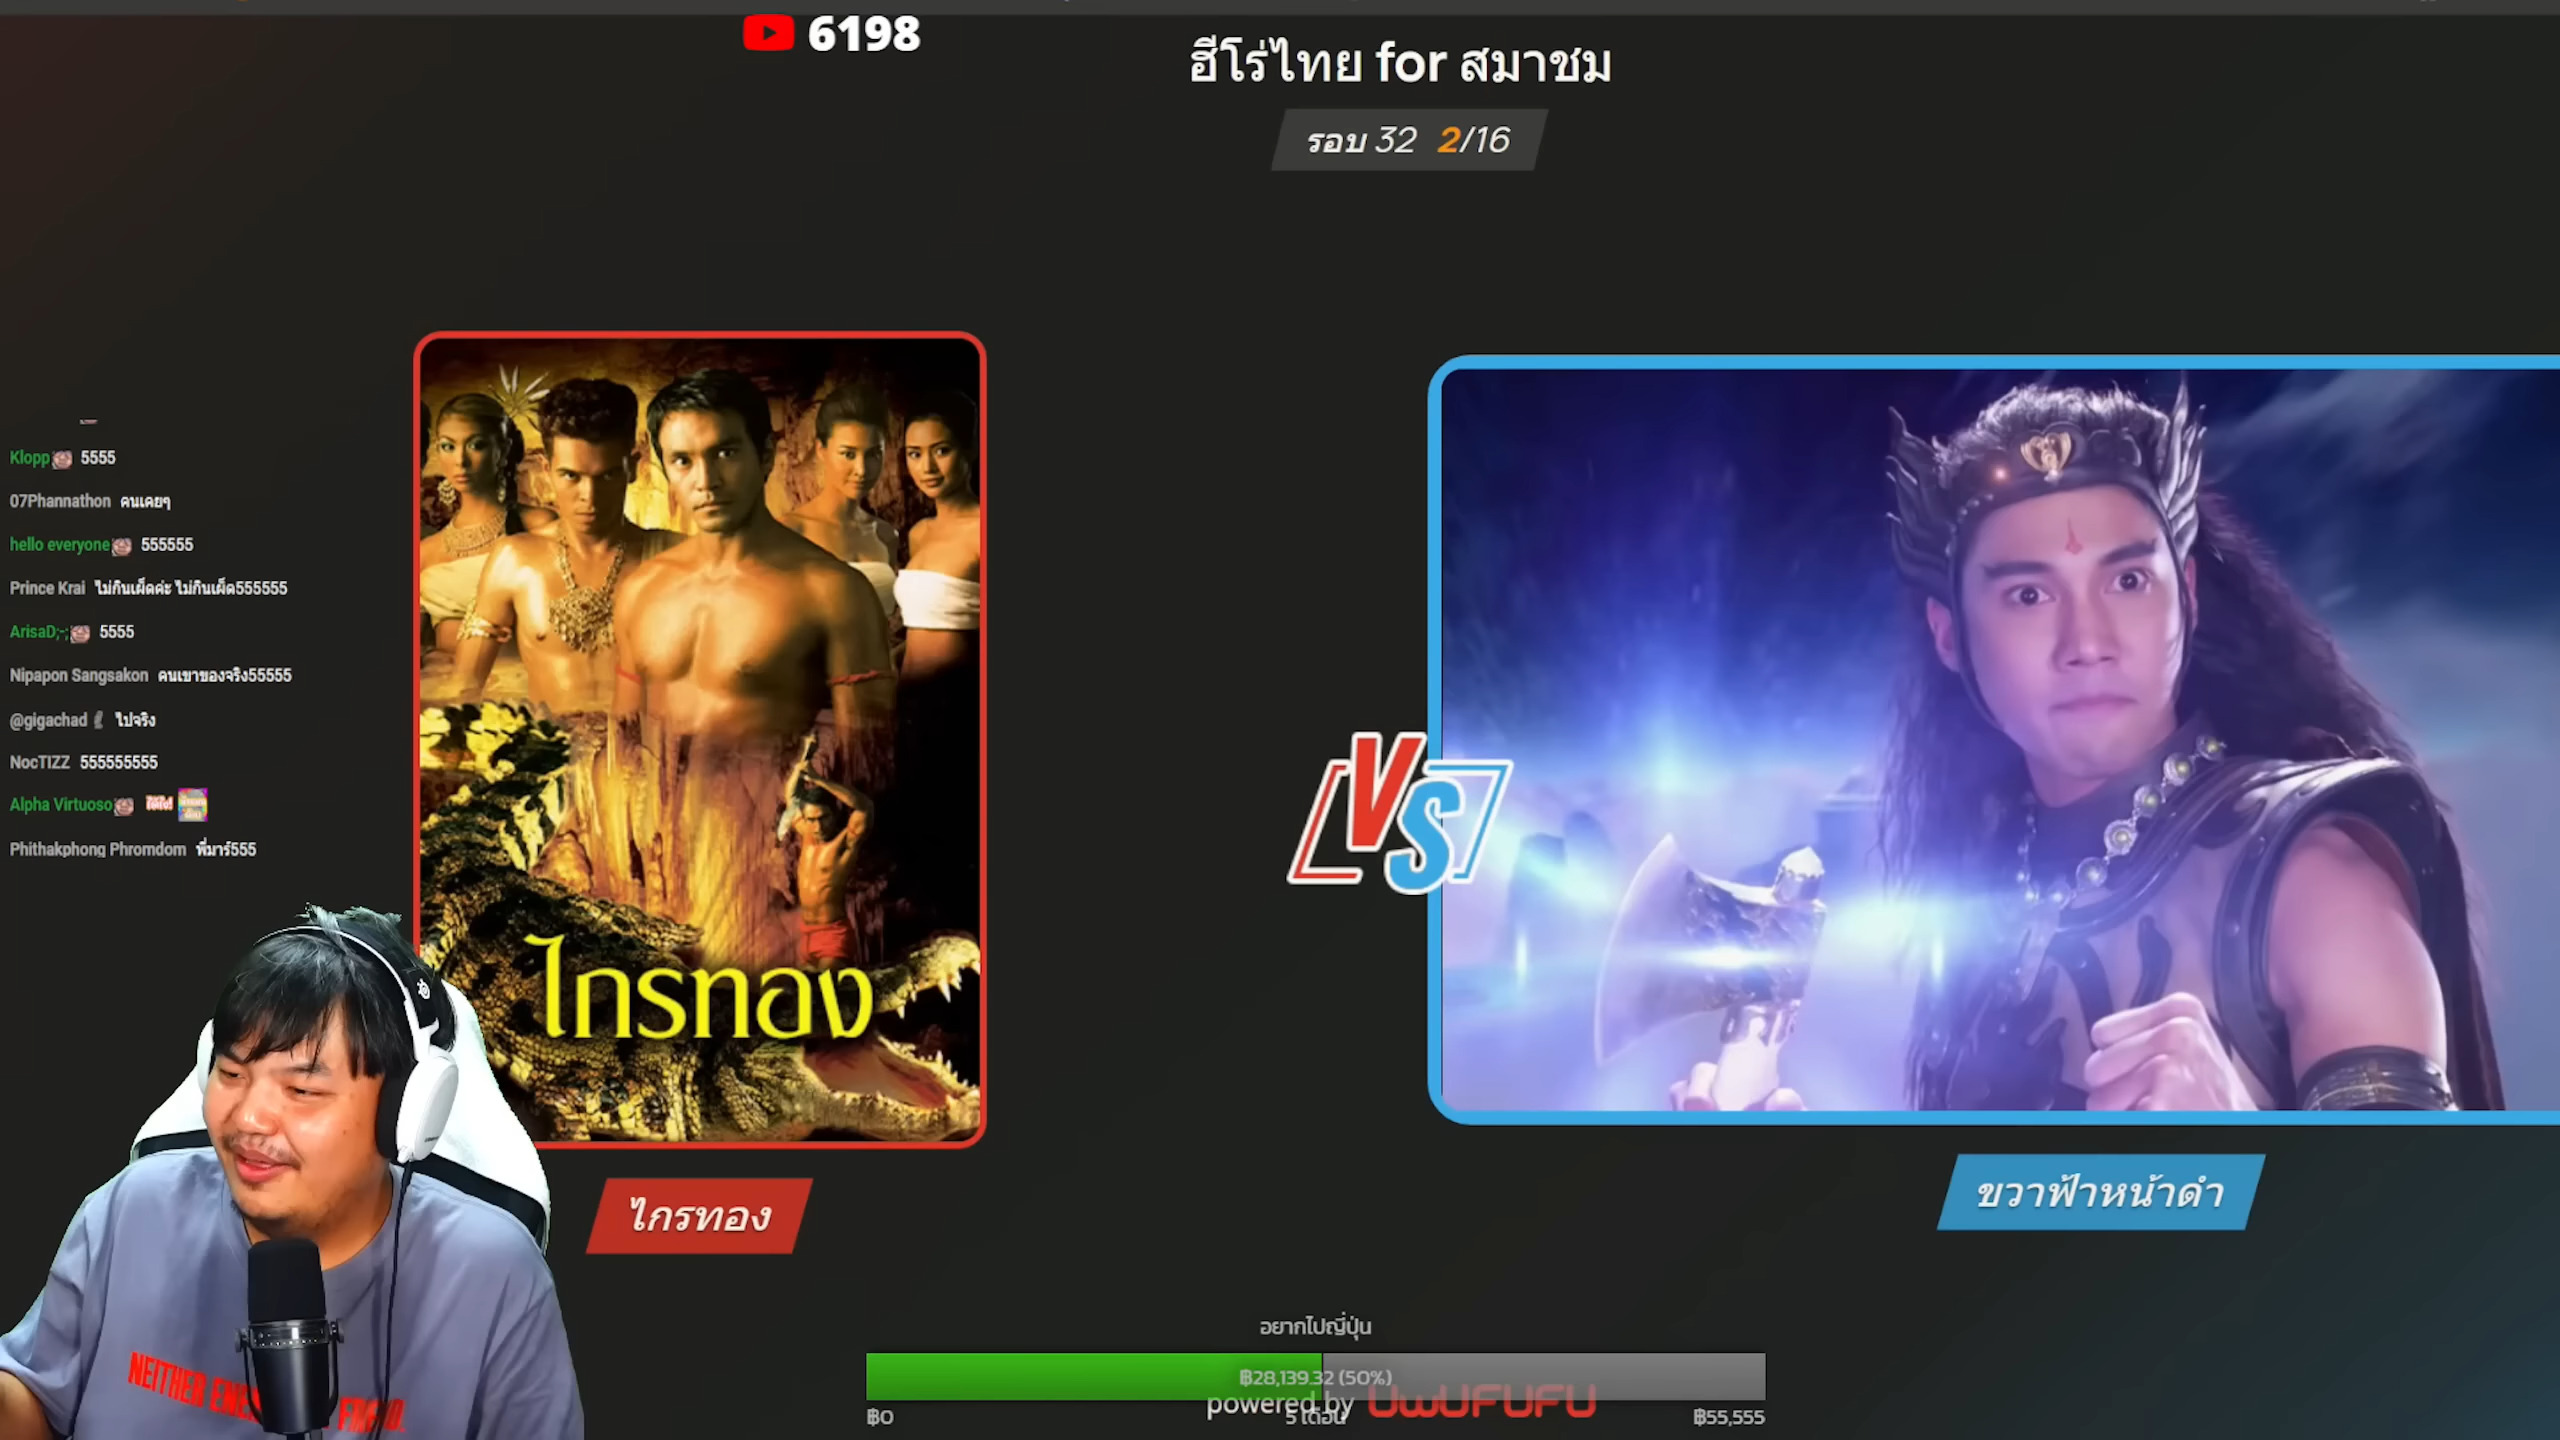 6198
ฮีโร่ไทย for สมาชม
รอบ 32 2/16
Klopp 5555
07Phannathon คนเคยๆ
hello everyone 555555
Prince Krai ไม่กินเผ็ดค่ะ ไม่กินเผ็ด555555
ArisaD;-; 5555
Nipapon Sangsakon คนเขาของจริง55555
@gigachad ไปจริง
NocTIZZ 555555555
Alpha Virtuoso
Phithakphong Phromdom พี่มาร์555
ไกรทอง
VS
ไกรทอง
ขวาฟ้าหน้าดำ
NEITHER
อยากไปญี่ปุ่น
฿28,139.32 (50%)
powered by UwUFUFU
฿0 5 เดือน ฿55,555